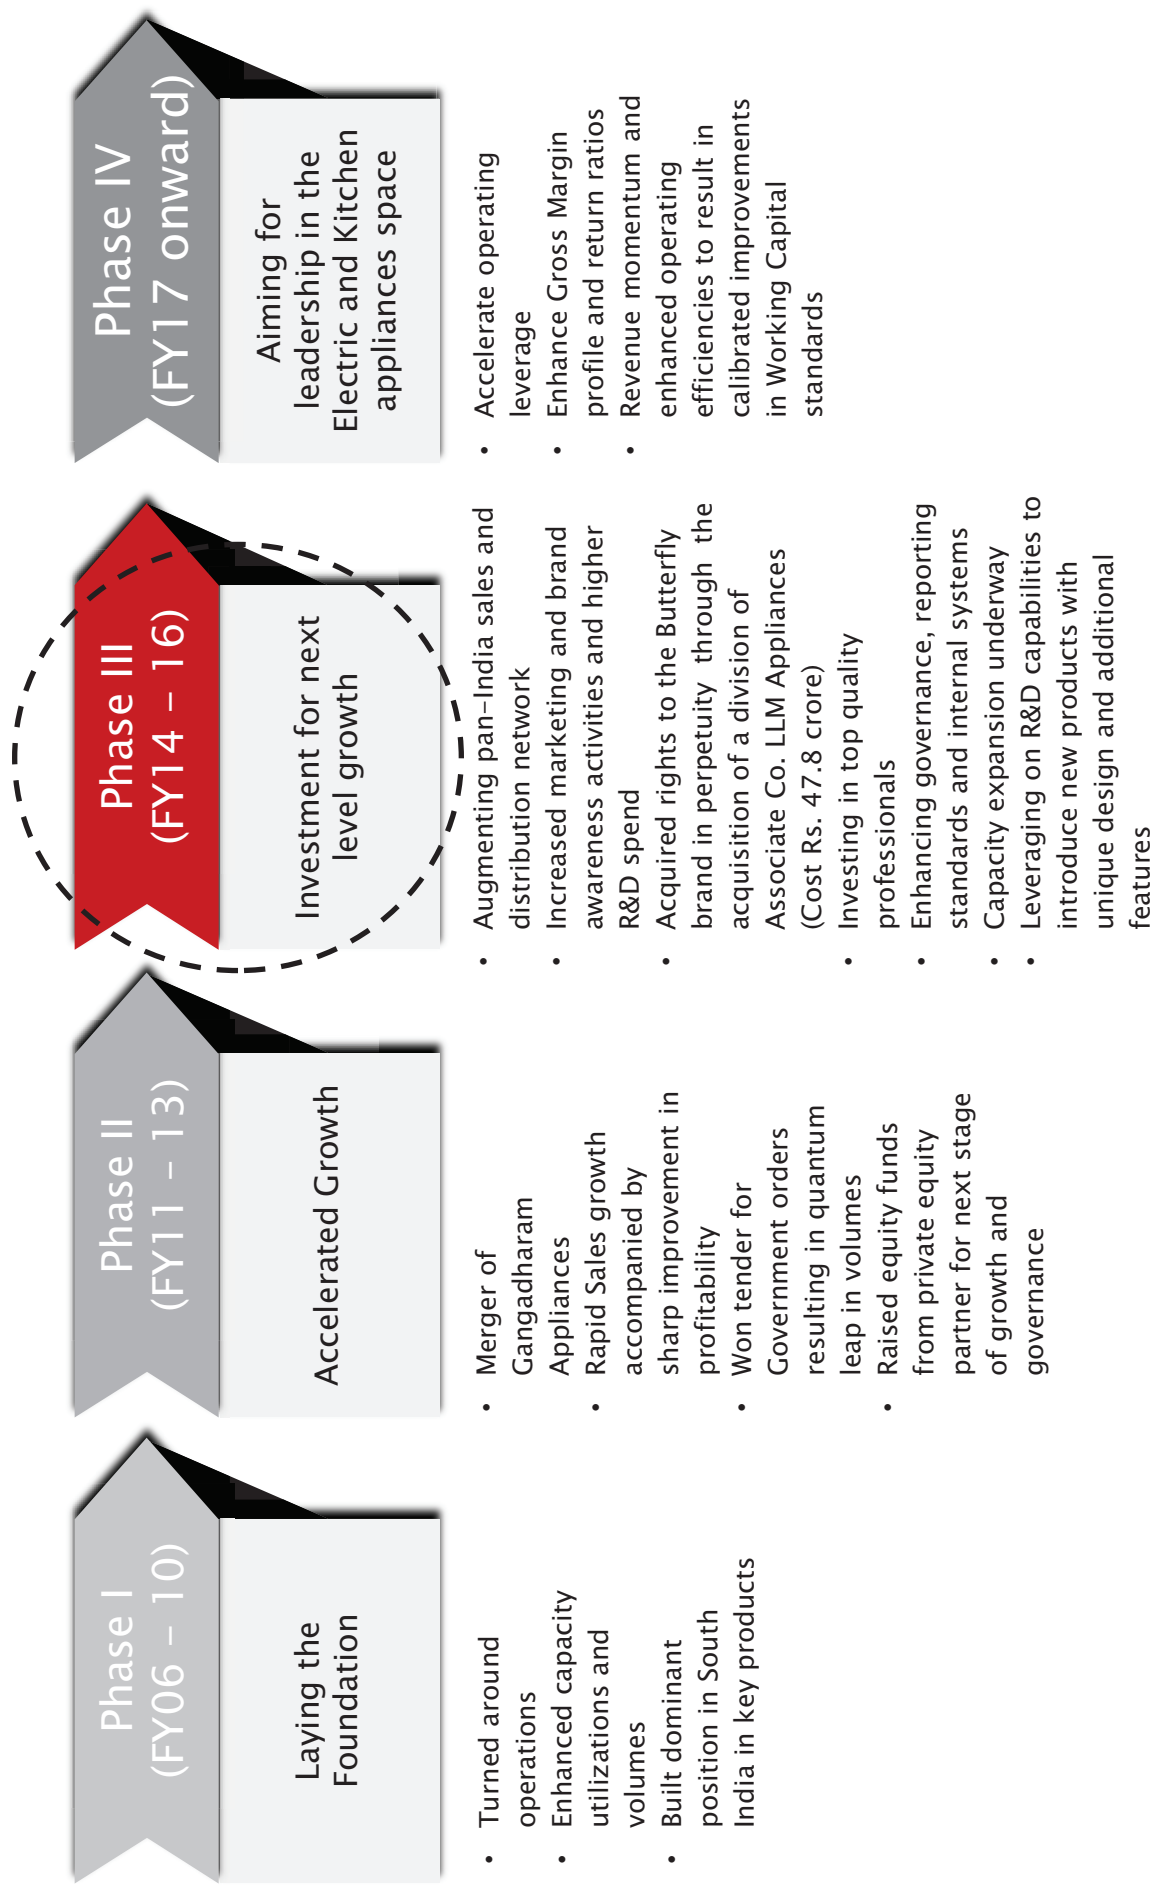 Phase I
(FY06 – 10)
Laying the
Foundation
• Turned around
operations
• Enhanced capacity
utilizations and
volumes
• Built dominant
position in South
India in key products
Phase II
(FY11 – 13)
Accelerated Growth
• Merger of
Gangadharam
Appliances
• Rapid Sales growth
accompanied by
sharp improvement in
profitability
• Won tender for
Government orders
resulting in quantum
leap in volumes
• Raised equity funds
from private equity
partner for next stage
of growth and
governance
Phase III
(FY14 – 16)
Investment for next
level growth
• Augmenting pan-India sales and
distribution network
• Increased marketing and brand
awareness activities and higher
R&D spend
• Acquired rights to the Butterfly
brand in perpetuity through the
acquisition of a division of
Associate Co. LLM Appliances
(Cost Rs. 47.8 crore)
• Investing in top quality
professionals
• Enhancing governance, reporting
standards and internal systems
• Capacity expansion underway
• Leveraging on R&D capabilities to
introduce new products with
unique design and additional
features
Phase IV
(FY17 onward)
Aiming for
leadership in the
Electric and Kitchen
appliances space
• Accelerate operating
leverage
• Enhance Gross Margin
profile and return ratios
• Revenue momentum and
enhanced operating
efficiencies to result in
calibrated improvements
in Working Capital
standards